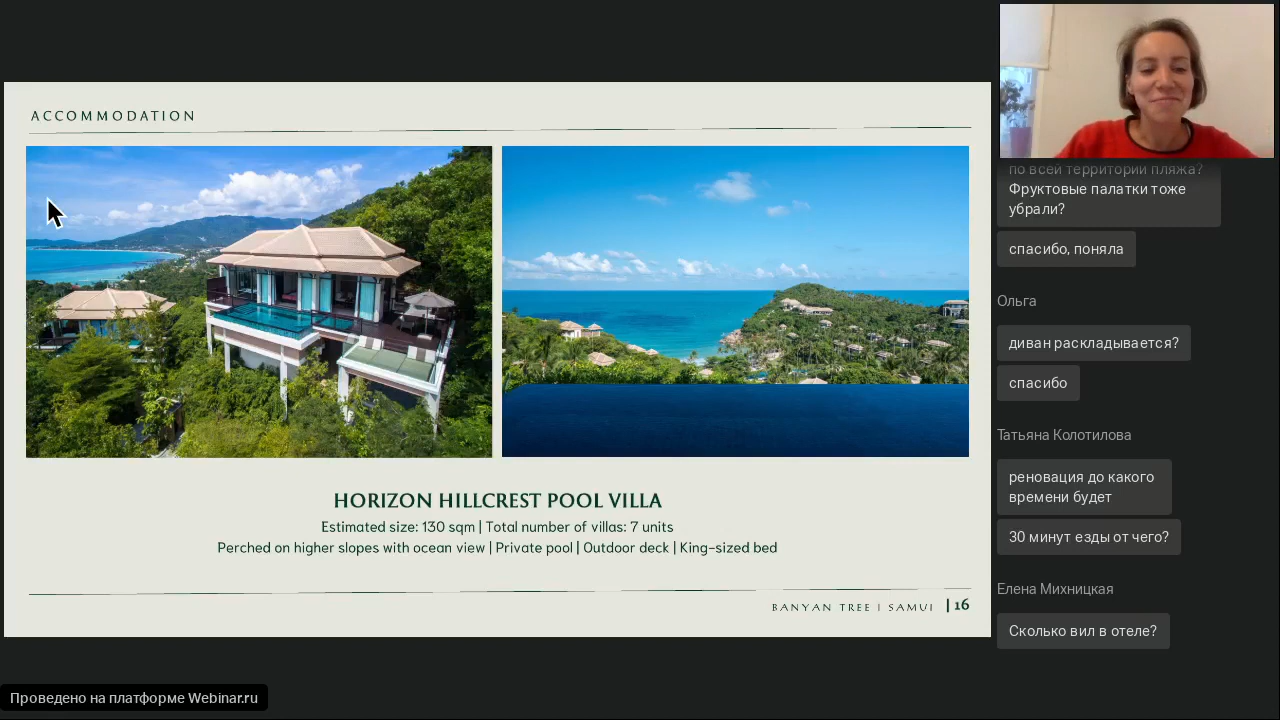 ACCOMMODATION
HORIZON HILLCREST POOL VILLA
Estimated size: 130 sqm | Total number of villas: 7 units
Perched on higher slopes with ocean view | Private pool | Outdoor deck | King-sized bed
BANYAN TREE | SAMUI | 16
по всей территории пляжа?
Фруктовые палатки тоже
убрали?
спасибо, поняла
Ольга
диван раскладывается?
спасибо
Татьяна Колотилова
реновация до какого
времени будет
30 минут езды от чего?
Елена Михницкая
Сколько вил в отеле?
Проведено на платформе Webinar.ru